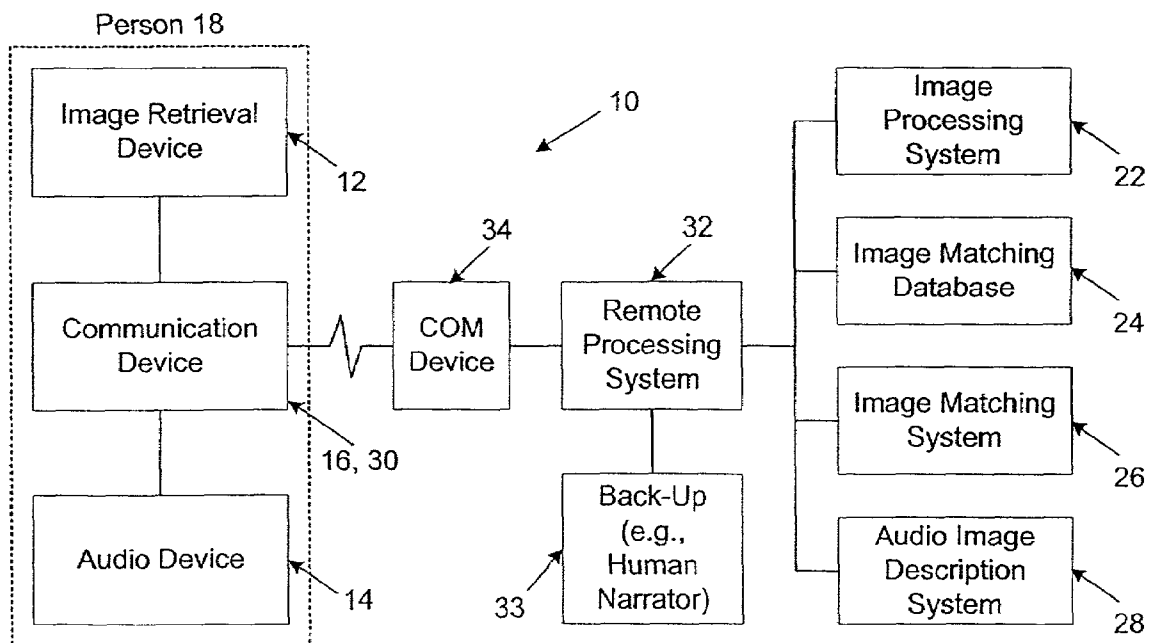 Person 18
Image Retrieval
Device
12
Communication
Device
16, 30
Audio Device
14
10
34
COM
Device
32
Remote
Processing
System
Back-Up
(e.g.,
Human
Narrator)
33
Image
Processing
System
22
Image Matching
Database
24
Image Matching
System
26
Audio Image
Description
System
28